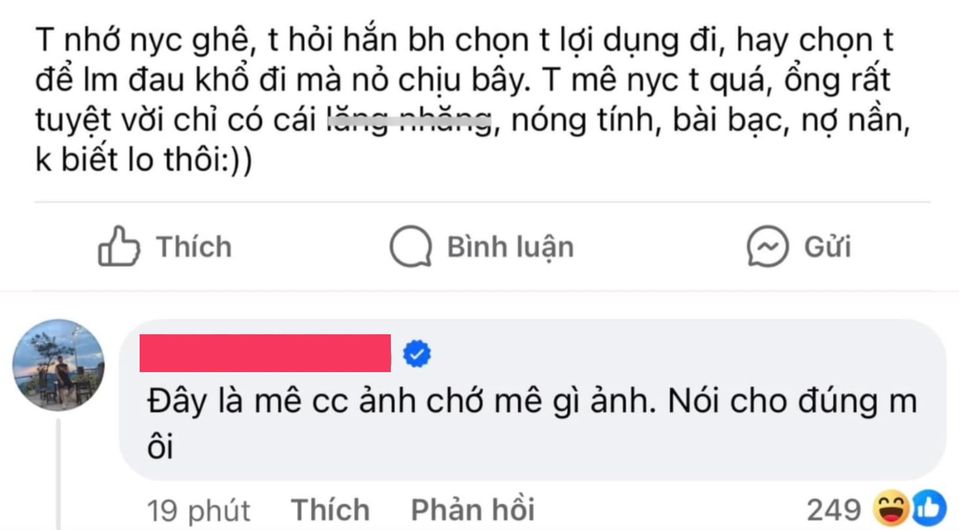 T nhớ nyc ghê, t hỏi hắn bh chọn t lợi dụng đi, hay chọn t
để lm đau khổ đi mà nỏ chịu bây. T mê nyc t quá, ổng rất
tuyệt vời chỉ có cái lăng nhăng, nóng tính, bài bạc, nợ nần,
k biết lo thôi:))
Thích Bình luận Gửi
Đây là mê cc ảnh chớ mê gì ảnh. Nói cho đúng m
ôi
19 phút Thích Phản hồi 249